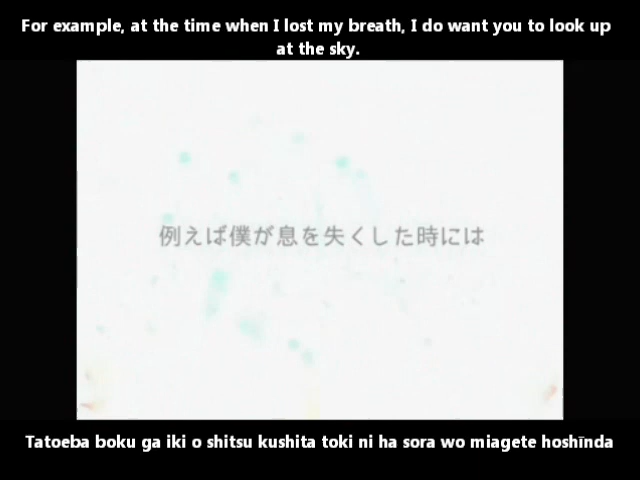 For example, at the time when I lost my breath, I do want you to look up
at the sky.
例えば僕が息を失くした時には
Tatoeba boku ga iki o shitsu kushita toki ni ha sora wo miagete hoshīnda